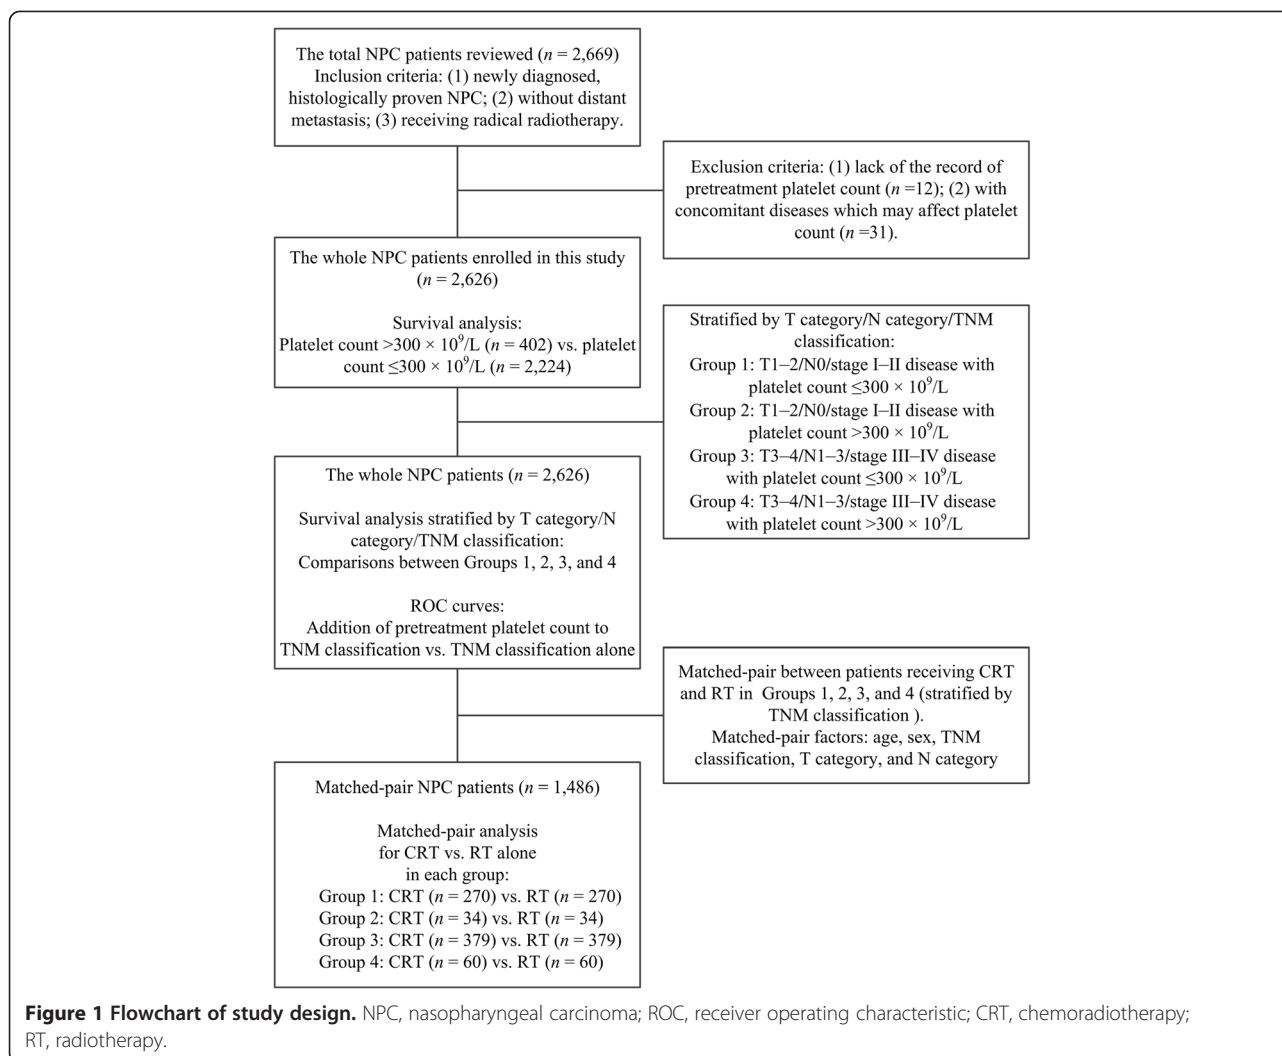 The total NPC patients reviewed (n = 2,669)
Inclusion criteria: (1) newly diagnosed,
histologically proven NPC; (2) without distant
metastasis; (3) receiving radical radiotherapy.
Exclusion criteria: (1) lack of the record of
pretreatment platelet count (n =12); (2) with
concomitant diseases which may affect platelet
count (n =31).
The whole NPC patients enrolled in this study
(n = 2,626)
Survival analysis:
Platelet count >300 × 10⁹/L (n = 402) vs. platelet
count ≤300 × 10⁹/L (n = 2,224)
Stratified by T category/N category/TNM
classification:
Group 1: T1–2/N0/stage I–II disease with
platelet count ≤300 × 10⁹/L
Group 2: T1–2/N0/stage I–II disease with
platelet count >300 × 10⁹/L
Group 3: T3–4/N1–3/stage III–IV disease
with platelet count ≤300 × 10⁹/L
Group 4: T3–4/N1–3/stage III–IV disease
with platelet count >300 × 10⁹/L
The whole NPC patients (n = 2,626)
Survival analysis stratified by T category/N
category/TNM classification:
Comparisons between Groups 1, 2, 3, and 4
ROC curves:
Addition of pretreatment platelet count to
TNM classification vs. TNM classification alone
Matched-pair between patients receiving CRT
and RT in Groups 1, 2, 3, and 4 (stratified by
TNM classification ).
Matched-pair factors: age, sex, TNM
classification, T category, and N category
Matched-pair NPC patients (n = 1,486)
Matched-pair analysis
for CRT vs. RT alone
in each group:
Group 1: CRT (n = 270) vs. RT (n = 270)
Group 2: CRT (n = 34) vs. RT (n = 34)
Group 3: CRT (n = 379) vs. RT (n = 379)
Group 4: CRT (n = 60) vs. RT (n = 60)
Figure 1 Flowchart of study design. NPC, nasopharyngeal carcinoma; ROC, receiver operating characteristic; CRT, chemoradiotherapy;
RT, radiotherapy.